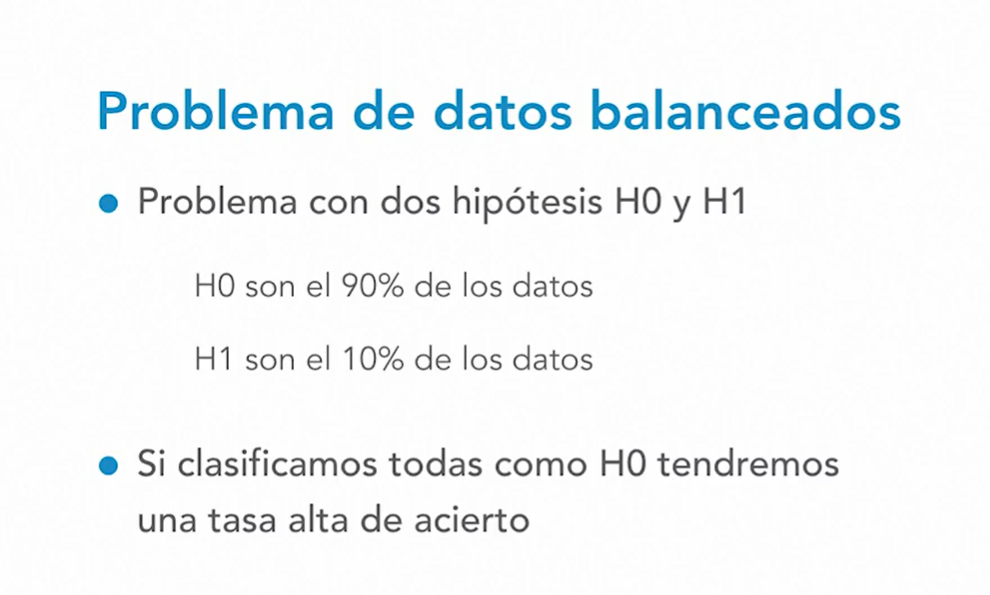 Problema de datos balanceados
Problema con dos hipótesis H0 y H1
H0 son el 90% de los datos
H1 son el 10% de los datos
Si clasificamos todas como H0 tendremos
una tasa alta de acierto